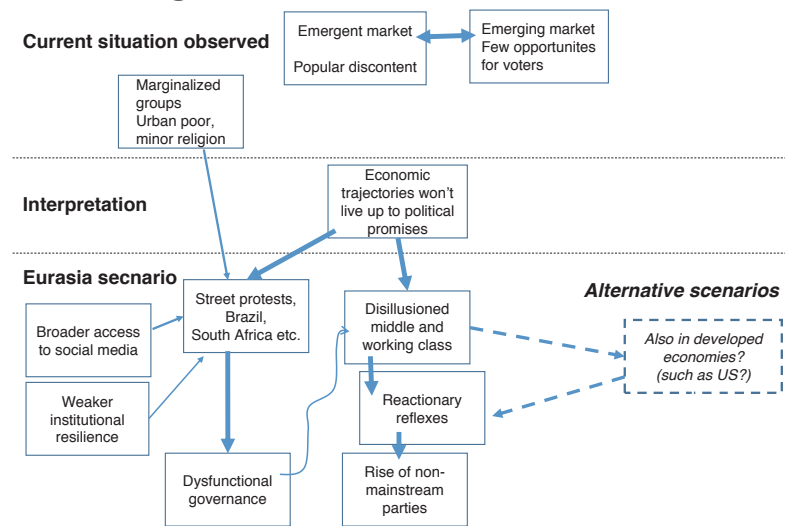 Current situation observed
Emergent market
Popular discontent
Emerging market
Few opportunites
for voters
Marginalized
groups
Urban poor,
minor religion
Interpretation
Economic
trajectories won't
live up to political
promises
Eurasia secnario
Alternative scenarios
Street protests,
Brazil,
South Africa etc.
Disillusioned
middle and
working class
Broader access
to social media
Also in developed
economies?
(such as US?)
Weaker
institutional
resilience
Reactionary
reflexes
Dysfunctional
governance
Rise of non-
mainstream
parties